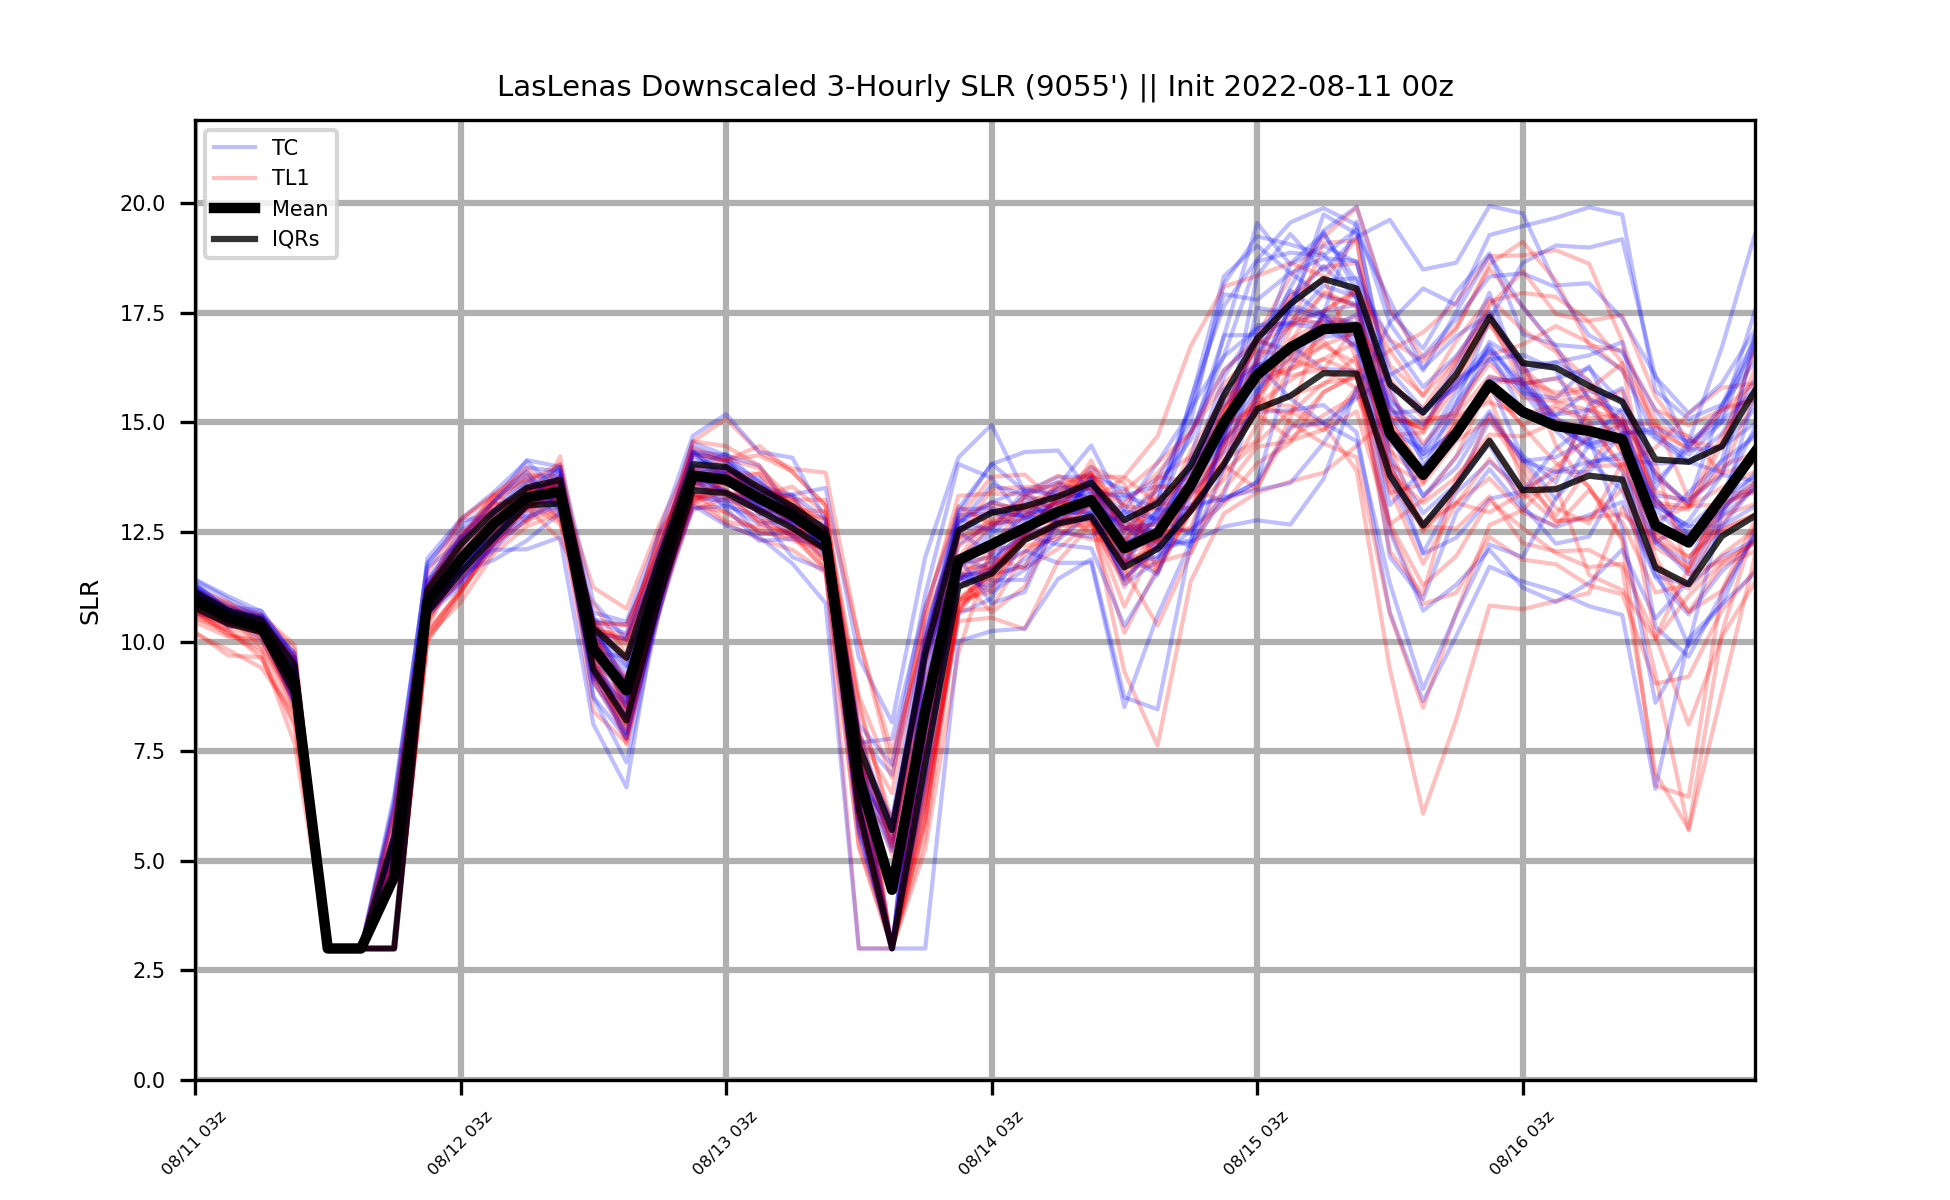 LasLenas Downscaled 3-Hourly SLR (9055') || Init 2022-08-11 00z
TC
TL1
Mean
IQRs
SLR
20.0
17.5
15.0
12.5
10.0
7.5
5.0
2.5
0.0
08/11 03z
08/12 03z
08/13 03z
08/14 03z
08/15 03z
08/16 03z